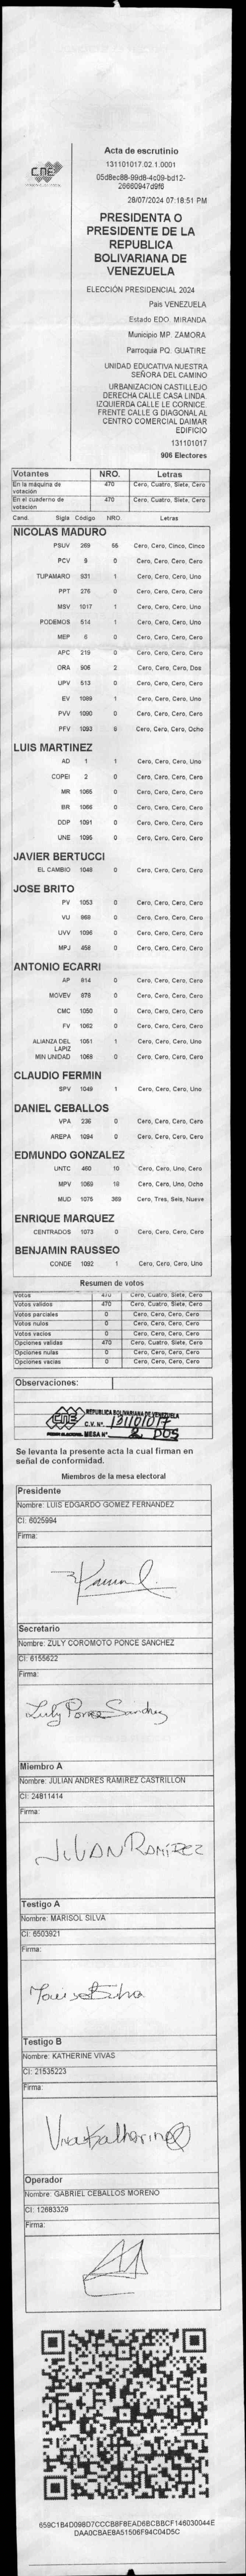 CNE
Acta de escrutinio
131101017.02.1.0001
05d8ec88-99d8-4c09-bd12-
26680947d9f6
28/07/2024 07:18:51 PM
PRESIDENTA O
PRESIDENTE DE LA
REPUBLICA
BOLIVARIANA DE
VENEZUELA
ELECCIÓN PRESIDENCIAL 2024
Pais VENEZUELA
Estado EDO. MIRANDA
Municipio MP. ZAMORA
Parroquia PQ. GUATIRE
UNIDAD EDUCATIVA NUESTRA
SEÑORA DEL CAMINO
URBANIZACIÓN CASTILLEJO
DERECHA CALLE CASA LINDA.
IZQUIERDA CALLE LE CORNICE.
FRENTE CALLE G DIAGONAL AL
CENTRO COMERCIAL DAIMAR
EDIFICIO
131101017
906 Electores
Votantes NRO. Letras
En la máquina de votación 470 Cero, Cuatro, Siete, Cero
En el cuaderno de votación 470 Cero, Cuatro, Siete, Cero
Cand. Sigla Código NRO. Letras
NICOLAS MADURO
PSUV 269 55 Cero, Cero, Cinco, Cinco
PCV 9 0 Cero, Cero, Cero, Cero
TUPAMARO 931 1 Cero, Cero, Cero, Uno
PPT 276 0 Cero, Cero, Cero, Cero
MSV 1017 1 Cero, Cero, Cero, Uno
PODEMOS 514 1 Cero, Cero, Cero, Uno
MEP 6 0 Cero, Cero, Cero, Cero
APC 219 0 Cero, Cero, Cero, Cero
ORA 906 2 Cero, Cero, Cero, Dos
UPV 513 0 Cero, Cero, Cero, Cero
EV 1089 1 Cero, Cero, Cero, Uno
PVV 1090 0 Cero, Cero, Cero, Cero
PFV 1093 8 Cero, Cero, Cero, Ocho
LUIS MARTINEZ
AD 1 1 Cero, Cero, Cero, Uno
COPEI 2 0 Cero, Cero, Cero, Cero
MR 1065 0 Cero, Cero, Cero, Cero
BR 1066 0 Cero, Cero, Cero, Cero
DDP 1091 0 Cero, Cero, Cero, Cero
UNE 1095 0 Cero, Cero, Cero, Cero
JAVIER BERTUCCI
EL CAMBIO 1048 0 Cero, Cero, Cero, Cero
JOSE BRITO
PV 1053 0 Cero, Cero, Cero, Cero
VU 969 0 Cero, Cero, Cero, Cero
UVV 1096 0 Cero, Cero, Cero, Cero
MPJ 456 0 Cero, Cero, Cero, Cero
ANTONIO ECARRI
AP 814 0 Cero, Cero, Cero, Cero
MOVEV 878 0 Cero, Cero, Cero, Cero
CMC 1050 0 Cero, Cero, Cero, Cero
FV 1062 0 Cero, Cero, Cero, Cero
ALIANZA DEL LAPIZ 1051 1 Cero, Cero, Cero, Uno
MIN UNIDAD 1068 0 Cero, Cero, Cero, Cero
CLAUDIO FERMIN
SPV 1049 1 Cero, Cero, Cero, Uno
DANIEL CEBALLOS
VPA 236 0 Cero, Cero, Cero, Cero
AREPA 1094 0 Cero, Cero, Cero, Cero
EDMUNDO GONZALEZ
UNTC 460 10 Cero, Cero, Uno, Cero
MPV 1069 18 Cero, Cero, Uno, Ocho
MUD 1075 369 Cero, Tres, Seis, Nueve
ENRIQUE MARQUEZ
CENTRADOS 1073 0 Cero, Cero, Cero, Cero
BENJAMIN RAUSSEO
CONDE 1092 1 Cero, Cero, Cero, Uno
Resumen de votos
Votos 470 Cero, Cuatro, Siete, Cero
Votos validos 470 Cero, Cuatro, Siete, Cero
Votos parciales 0 Cero, Cero, Cero, Cero
Votos nulos 0 Cero, Cero, Cero, Cero
Votos vacios 0 Cero, Cero, Cero, Cero
Opciones validas 470 Cero, Cuatro, Siete, Cero
Opciones nulas 0 Cero, Cero, Cero, Cero
Opciones vacias 0 Cero, Cero, Cero, Cero
Observaciones:
REPUBLICA BOLIVARIANA DE VENEZUELA
CNE C.V. Nº 131101017
MESA Nº 2 DOS
Se levanta la presente acta la cual firman en
señal de conformidad.
Miembros de la mesa electoral
Presidente
Nombre: LUIS EDGARDO GOMEZ FERNANDEZ
CI: 6025994
Firma:
Secretario
Nombre: ZULY COROMOTO PONCE SANCHEZ
CI: 6155622
Firma:
Zuly Ponce Sanchez
Miembro A
Nombre: JULIAN ANDRES RAMIREZ CASTRILLON
CI: 24811414
Firma:
JULIAN RAMIREZ
Testigo A
Nombre: MARISOL SILVA
CI: 6503921
Firma:
Testigo B
Nombre: KATHERINE VIVAS
CI: 21535223
Firma:
Operador
Nombre: GABRIEL CEBALLOS MORENO
CI: 12683329
Firma:
659C1B4D098D7CCCB8F8EAD6BCBBCF146030044E
DAA0CBAE8A51506F94C04D5C